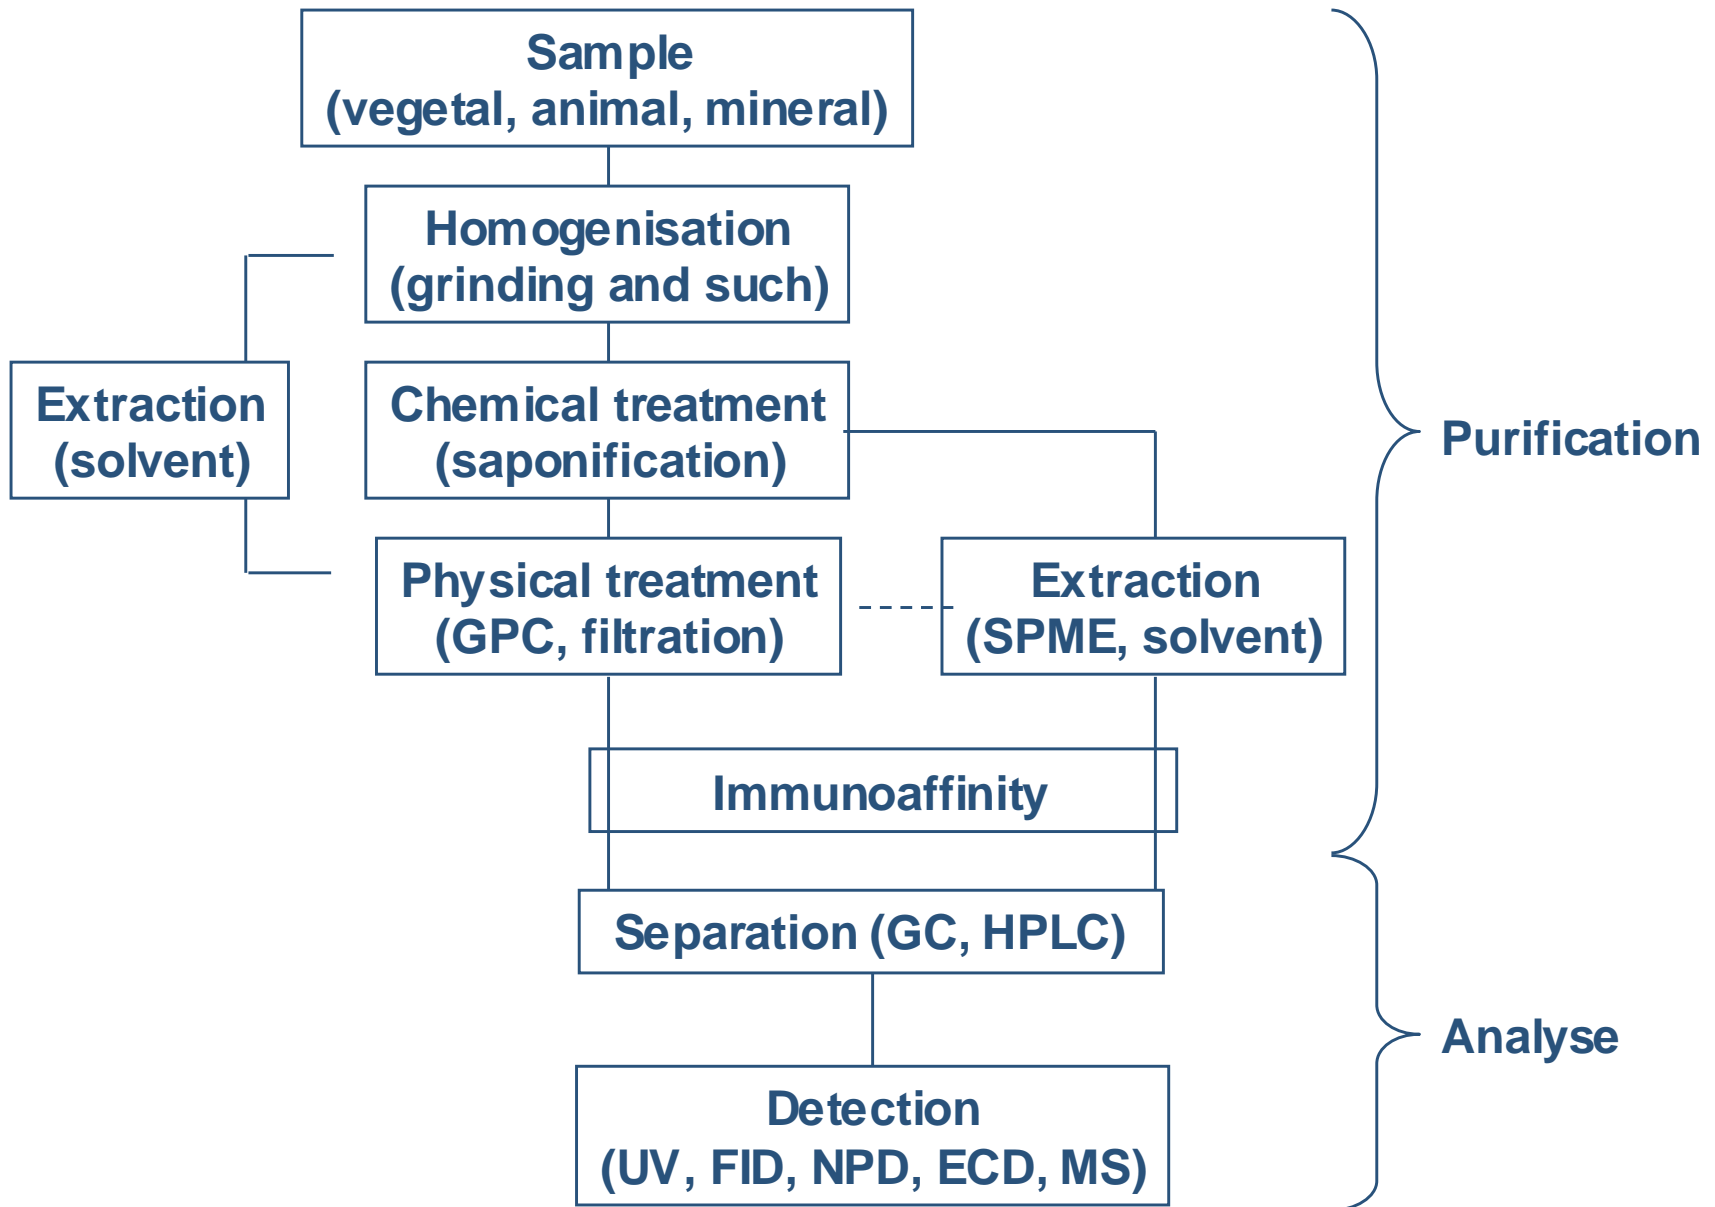 Sample
(vegetal, animal, mineral)
Homogenisation
(grinding and such)
Extraction
(solvent)
Chemical treatment
(saponification)
Purification
Physical treatment
(GPC, filtration)
Extraction
(SPME, solvent)
Immunoaffinity
Separation (GC, HPLC)
Analyse
Detection
(UV, FID, NPD, ECD, MS)